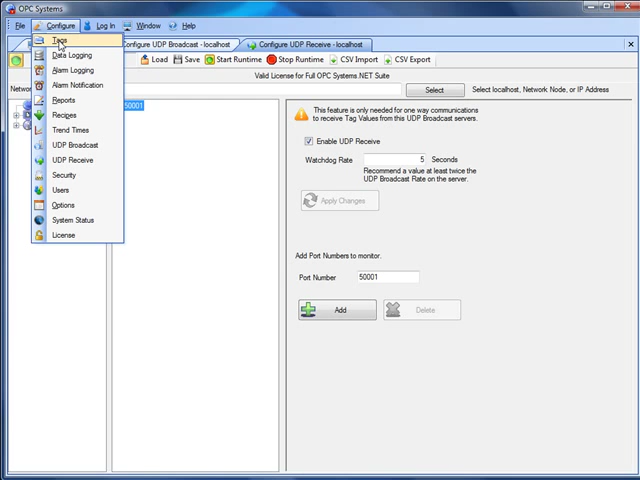 OPC Systems
File Configure Log In Window Help
Configure UDP Broadcast - localhost Configure UDP Receive - localhost
Load Save Start Runtime Stop Runtime CSV Import CSV Export
Valid License for Full OPC Systems.NET Suite
Select Select localhost, Network Node, or IP Address
Tags
Data Logging
Alarm Logging
Alarm Notification
Reports
Recipes
Trend Times
UDP Broadcast
UDP Receive
Security
Users
Options
System Status
License
50001
This feature is only needed for one way communications
to receive Tag Values from this UDP Broadcast servers.
Enable UDP Receive
Watchdog Rate 5 Seconds
Recommend a value at least twice the
UDP Broadcast Rate on the server.
Apply Changes
Add Port Numbers to monitor.
Port Number 50001
Add Delete